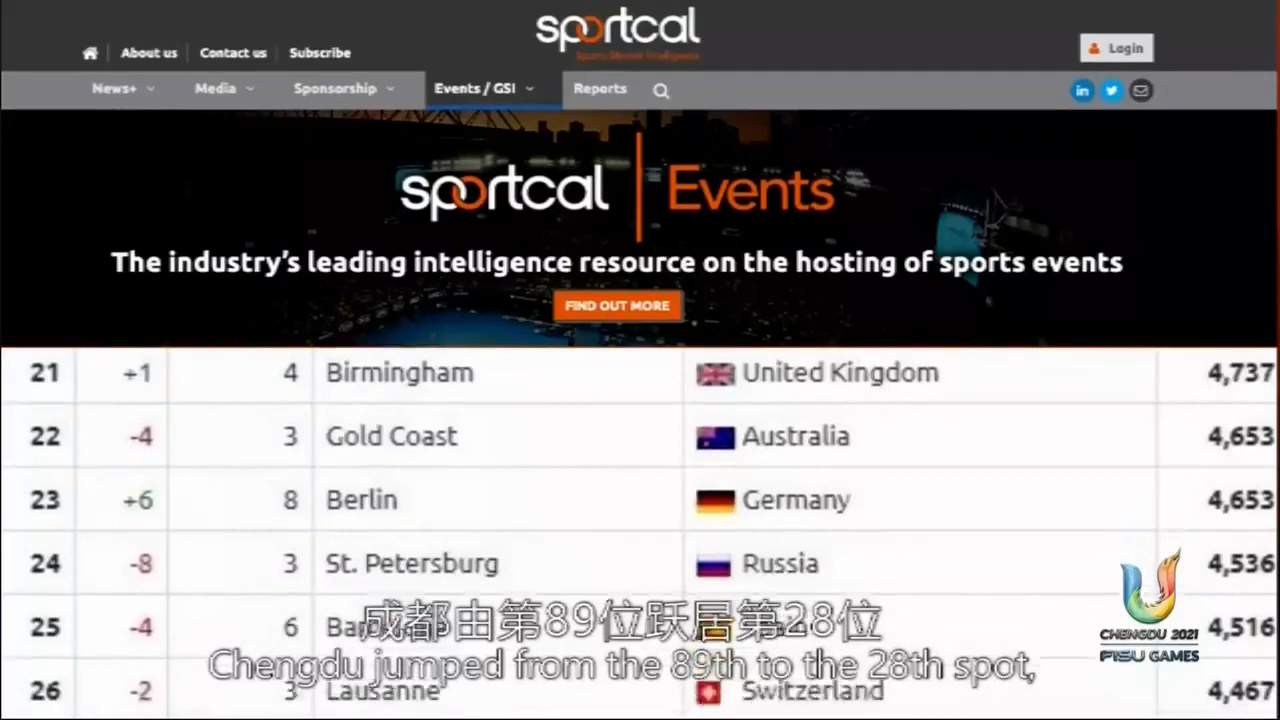 sportcal
About us Contact us Subscribe
Login
News+ Media Sponsorship Events / GSI Reports
in
sportcal Events
The industry's leading intelligence resource on the hosting of sports events
FIND OUT MORE
21 +1 4 Birmingham United Kingdom 4,737
22 -4 3 Gold Coast Australia 4,653
23 +6 8 Berlin Germany 4,653
24 -8 3 St. Petersburg Russia 4,536
25 -4 6 4,516
26 -2 3 Lausanne Switzerland 4,467
成都由第89位跃居第28位
Chengdu jumped from the 89th to the 28th spot,
CHENGDU 2021
FISU GAMES